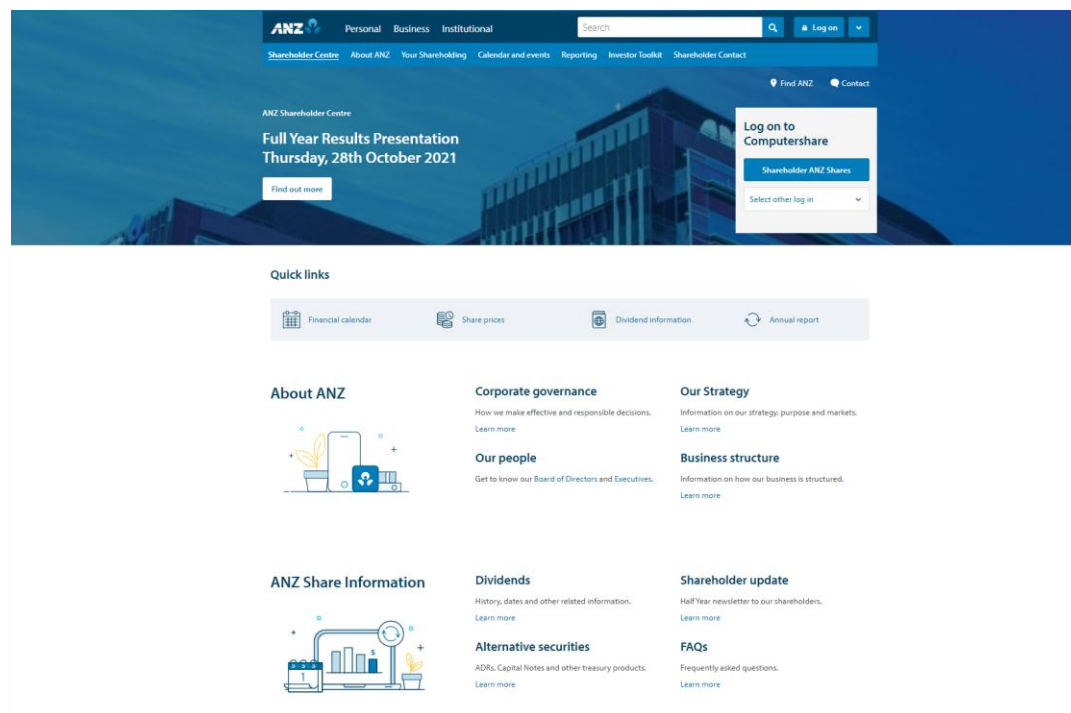 ANZ
Personal Business Institutional
Search
Log on
Shareholder Centre About ANZ Your Shareholding Calendar and events Reporting Investor Toolkit Shareholder Contact
Find ANZ Contact
ANZ Shareholder Centre
Full Year Results Presentation
Thursday, 28th October 2021
Find out more
Log on to
Computershare
Shareholder ANZ Shares
Select other log in
Quick links
Financial calendar
Share prices
Dividend information
Annual report
About ANZ
Corporate governance
How we make effective and responsible decisions.
Learn more
Our Strategy
Information on our strategy, purpose and markets.
Learn more
Our people
Get to know our Board of Directors and Executives.
Business structure
Information on how our business is structured.
Learn more
ANZ Share Information
1
$
Dividends
History, dates and other related information.
Learn more
Shareholder update
Half Year newsletter to our shareholders.
Learn more
Alternative securities
ADRs, Capital Notes and other treasury products.
Learn more
FAQs
Frequently asked questions.
Learn more